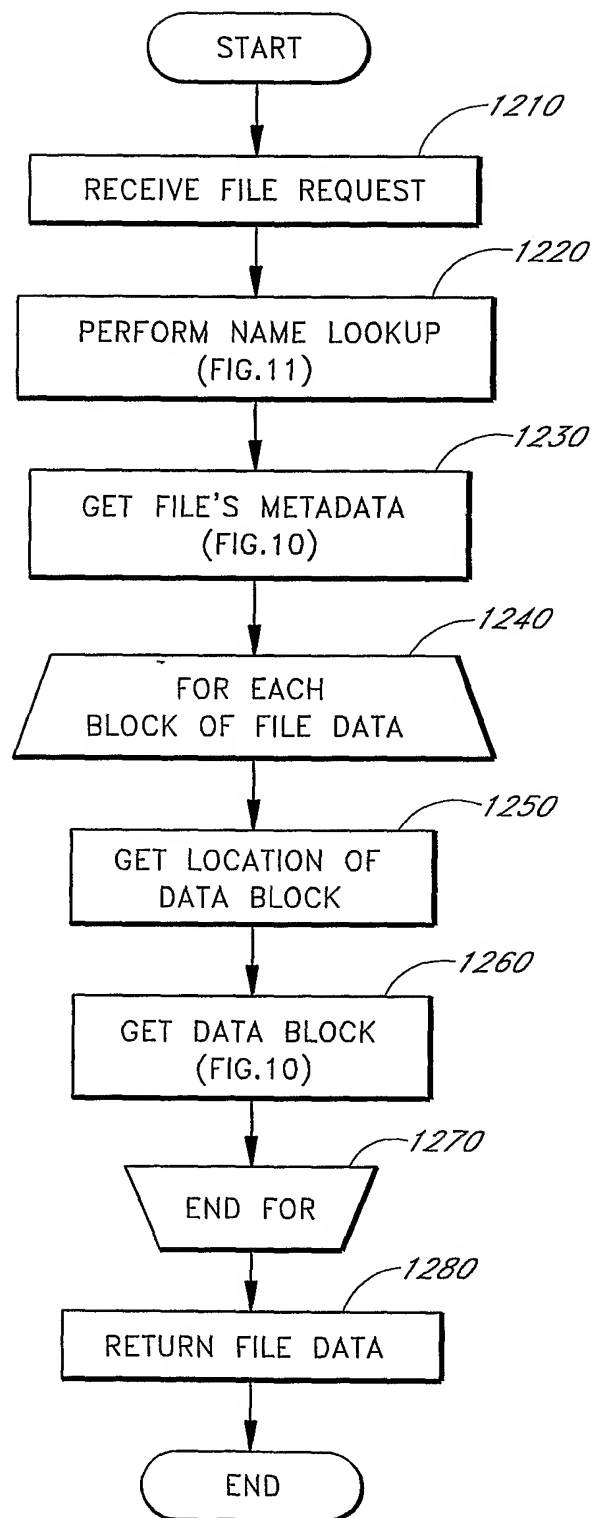 START
1210
RECEIVE FILE REQUEST
1220
PERFORM NAME LOOKUP
(FIG.11)
1230
GET FILE'S METADATA
(FIG.10)
1240
FOR EACH
BLOCK OF FILE DATA
1250
GET LOCATION OF
DATA BLOCK
1260
GET DATA BLOCK
(FIG.10)
1270
END FOR
1280
RETURN FILE DATA
END